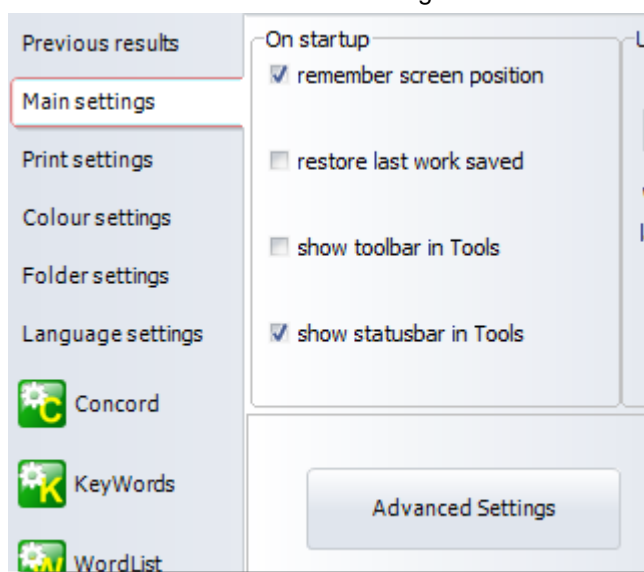 Previous results
Main settings
Print settings
Colour settings
Folder settings
Language settings
Concord
KeyWords
WordList
On startup
remember screen position
restore last work saved
show toolbar in Tools
show statusbar in Tools
Advanced Settings